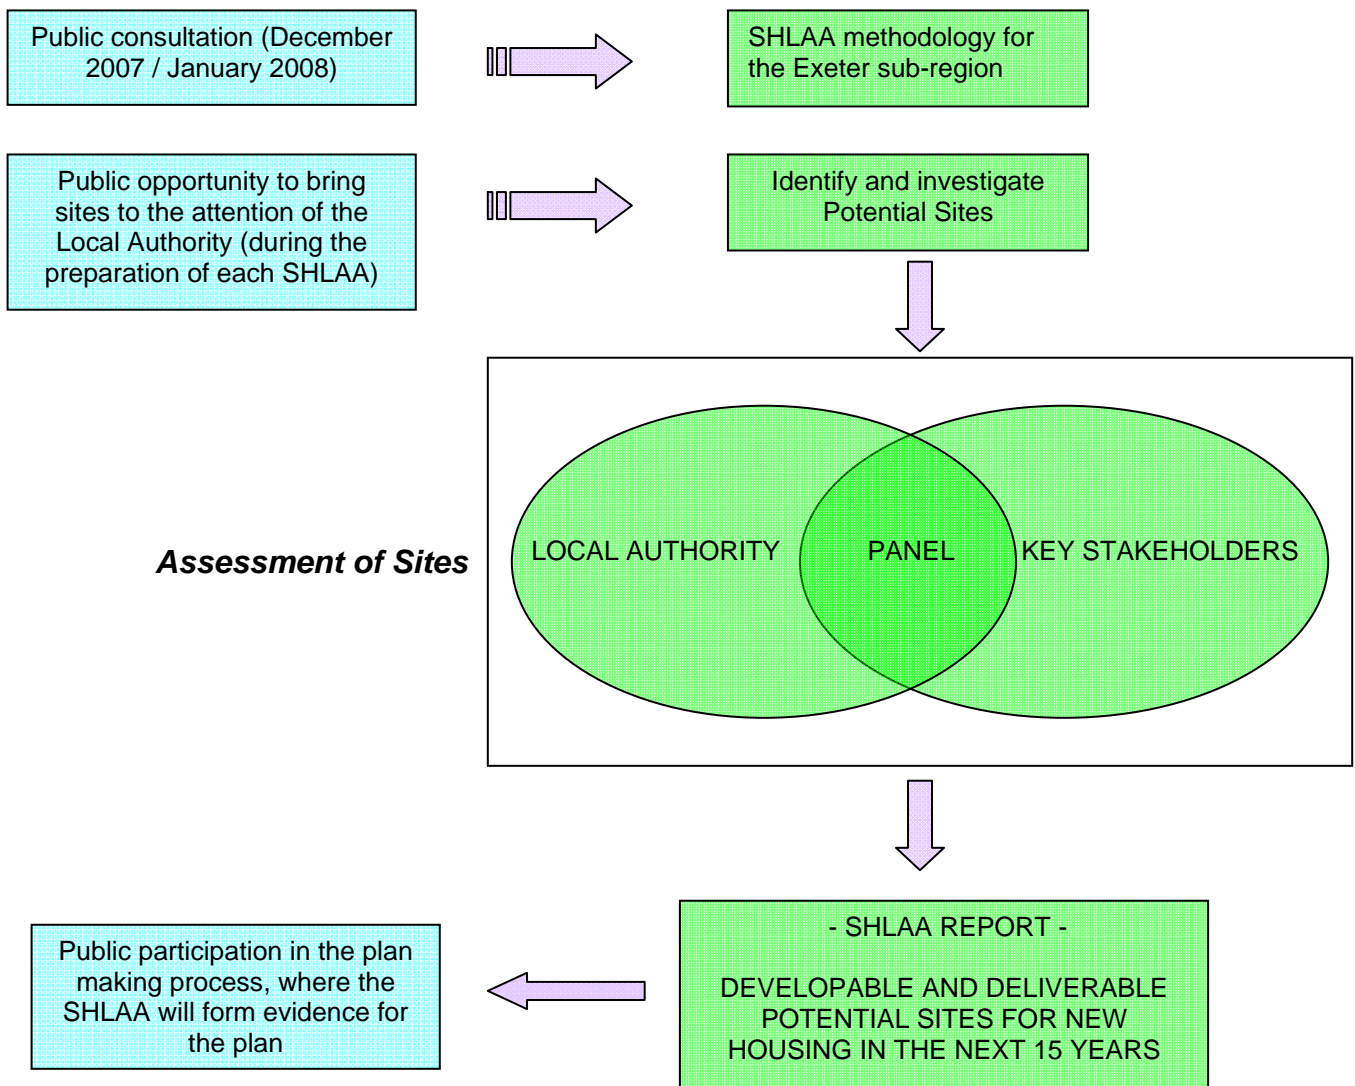 Public consultation (December
2007 / January 2008)
SHLAA methodology for
the Exeter sub-region
Public opportunity to bring
sites to the attention of the
Local Authority (during the
preparation of each SHLAA)
Identify and investigate
Potential Sites
Assessment of Sites
LOCAL AUTHORITY
PANEL
KEY STAKEHOLDERS
Public participation in the plan
making process, where the
SHLAA will form evidence for
the plan
- SHLAA REPORT -
DEVELOPABLE AND DELIVERABLE
POTENTIAL SITES FOR NEW
HOUSING IN THE NEXT 15 YEARS